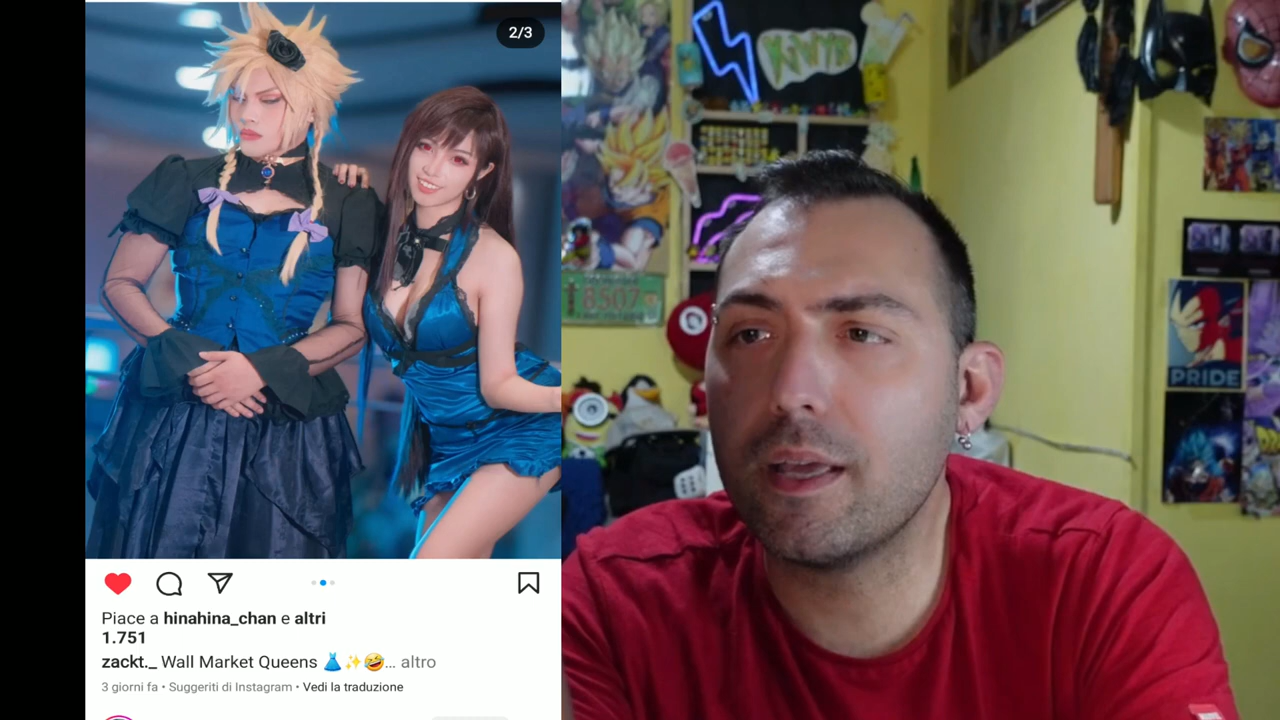 2/3
Piace a hinahina_chan e altri
1.751
zackt._ Wall Market Queens 👗✨🤣... altro
3 giorni fa • Suggeriti di Instagram • Vedi la traduzione
8507
PRIDE